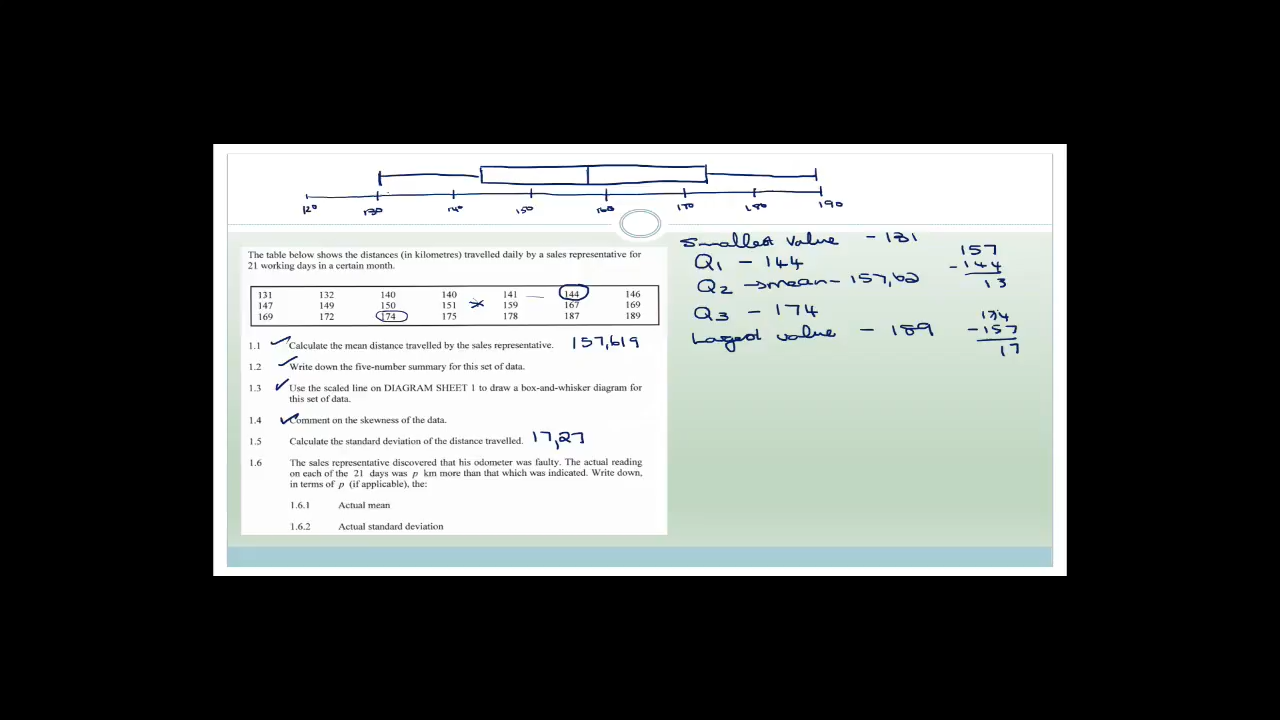 120 130 140 150 160 170 180 190
The table below shows the distances (in kilometres) travelled daily by a sales representative for
21 working days in a certain month.
131 132 140 140 141 144 146
147 149 150 151 159 167 169
169 172 174 175 178 187 189
1.1 Calculate the mean distance travelled by the sales representative. 157,619
1.2 Write down the five-number summary for this set of data.
1.3 Use the scaled line on DIAGRAM SHEET 1 to draw a box-and-whisker diagram for
this set of data.
1.4 Comment on the skewness of the data.
1.5 Calculate the standard deviation of the distance travelled. 17,27
1.6 The sales representative discovered that his odometer was faulty. The actual reading
on each of the 21 days was p km more than that which was indicated. Write down,
in terms of p (if applicable), the:
1.6.1 Actual mean
1.6.2 Actual standard deviation
Smallest value - 131
Q1 - 144
Q2 → mean - 157,62
Q3 - 174
Largest value - 189
157
- 144
13
174
- 157
17